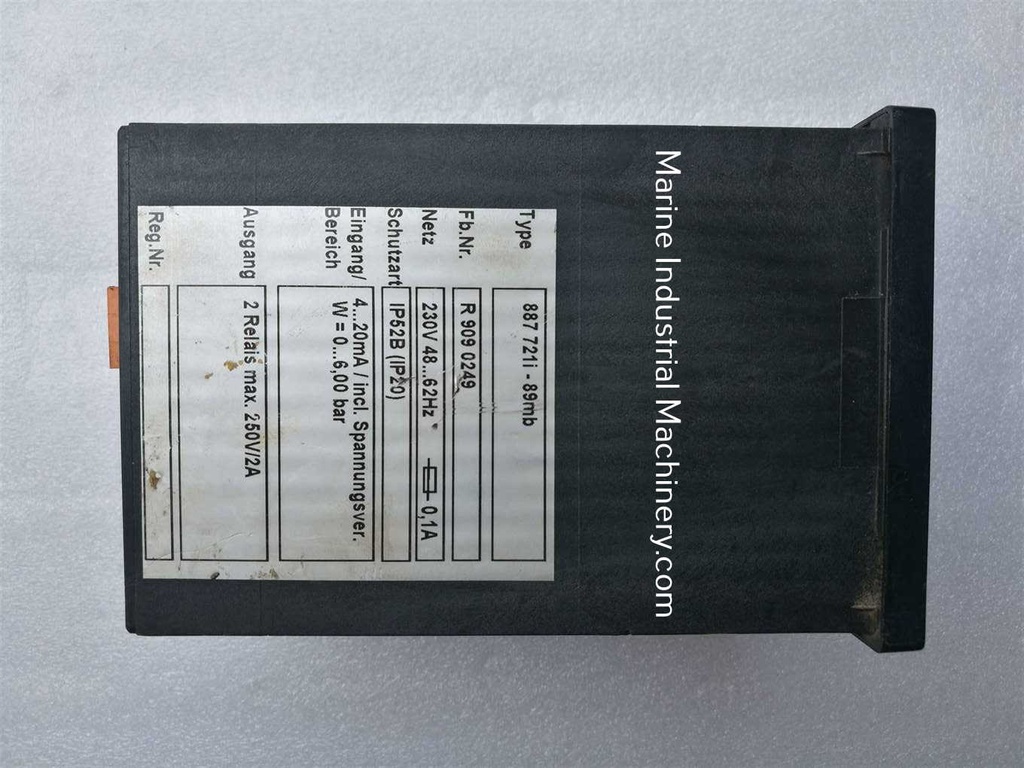 Marine Industrial Machinery.com
Type 887 721i - 89mb
Fb.Nr. R 909 0249
Netz 230V 48...62Hz 0,1A
Schutzart IP52B (IP20)
Eingang/ 4...20mA / incl. Spannungsver.
Bereich W = 0...6,00 bar
Ausgang 2 Relais max. 250V/2A
Reg.Nr.